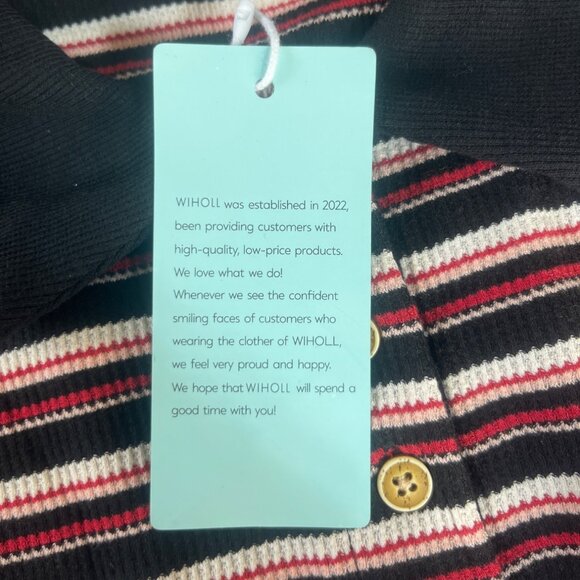 WIHOLL was established in 2022,
been providing customers with
high-quality, low-price products.
We love what we do!
Whenever we see the confident
smiling faces of customers who
wearing the clother of WIHOL.L,
we feel very proud and happy.
We hope that WIHOLL will spend a
good time with you!